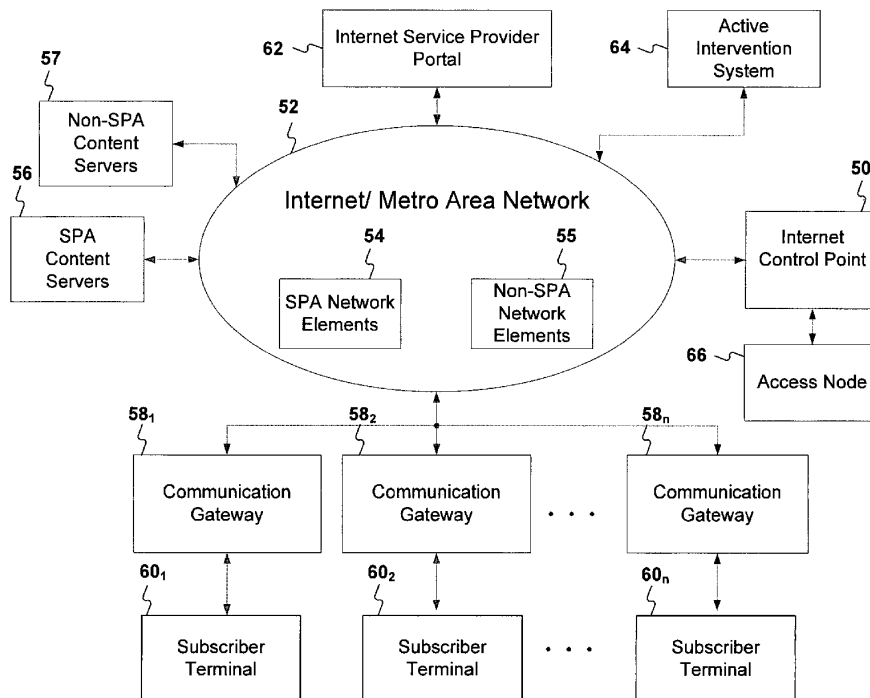 62
Internet Service Provider
Portal
64
Active
Intervention
System
57
Non-SPA
Content
Servers
52
56
SPA
Content
Servers
Internet/ Metro Area Network
54
SPA Network
Elements
55
Non-SPA
Network
Elements
50
Internet
Control Point
66
Access Node
58₁
Communication
Gateway
58₂
Communication
Gateway
. . .
58ₙ
Communication
Gateway
60₁
Subscriber
Terminal
60₂
Subscriber
Terminal
. . .
60ₙ
Subscriber
Terminal